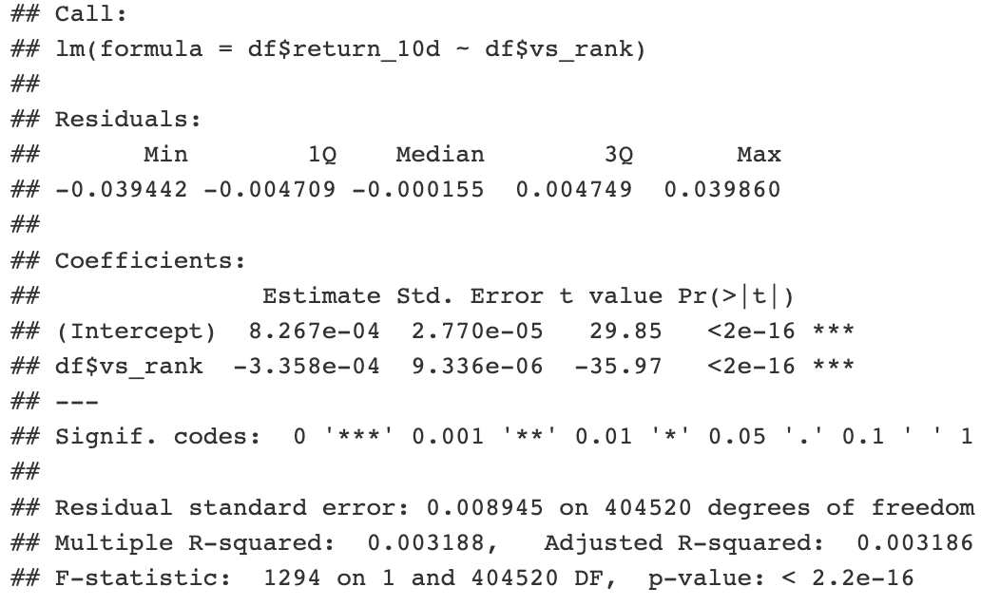 ## Call:
## lm(formula = df$return_10d ~ df$vs_rank)
##
## Residuals:
##       Min        1Q    Median        3Q       Max
## -0.039442 -0.004709 -0.000155  0.004749  0.039860
##
## Coefficients:
##               Estimate Std. Error t value Pr(>|t|)
## (Intercept)  8.267e-04  2.770e-05   29.85   <2e-16 ***
## df$vs_rank  -3.358e-04  9.336e-06  -35.97   <2e-16 ***
## ---
## Signif. codes:  0 '***' 0.001 '**' 0.01 '*' 0.05 '.' 0.1 ' ' 1
##
## Residual standard error: 0.008945 on 404520 degrees of freedom
## Multiple R-squared:  0.003188,   Adjusted R-squared:  0.003186
## F-statistic:  1294 on 1 and 404520 DF,  p-value: < 2.2e-16